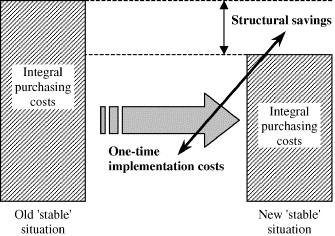 Structural savings
Integral
purchasing
costs
Integral
purchasing
costs
One-time
implementation costs
Old 'stable'
situation
New 'stable'
situation